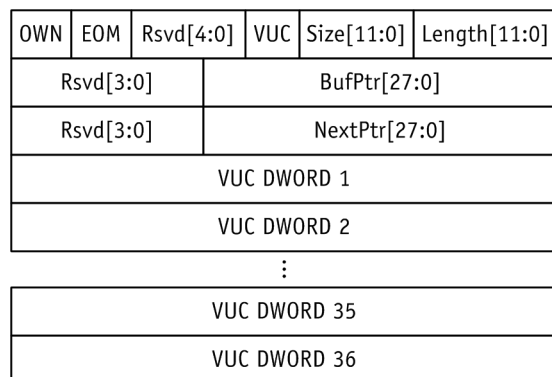 OWN EOM Rsvd[4:0] VUC Size[11:0] Length[11:0]
Rsvd[3:0] BufPtr[27:0]
Rsvd[3:0] NextPtr[27:0]
VUC DWORD 1
VUC DWORD 2
⋮
VUC DWORD 35
VUC DWORD 36